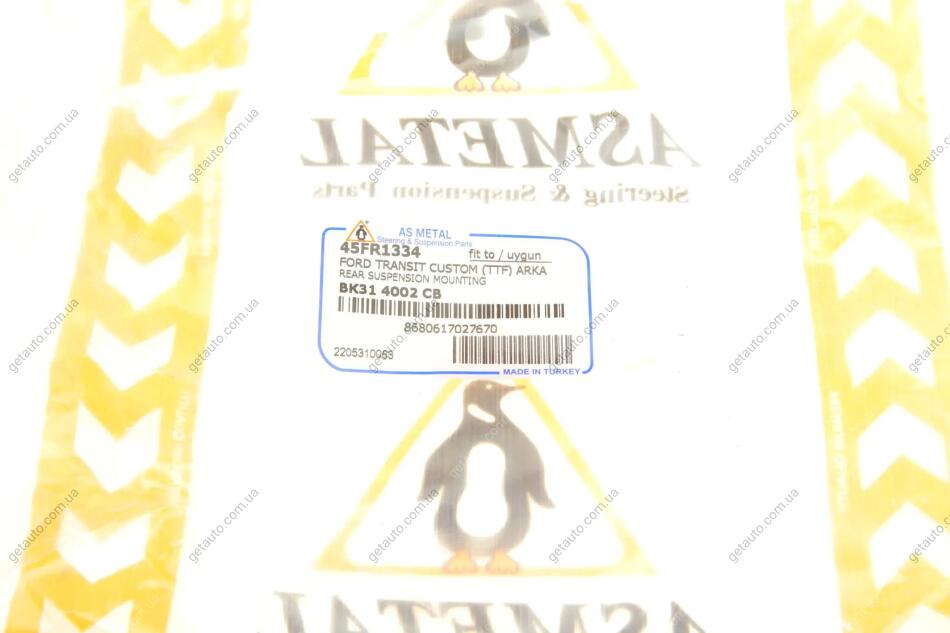 ASMETAL
Steering & Suspension Parts
AS METAL
Steering & Suspension Parts
45FR1334 fit to / uygun
FORD TRANSIT CUSTOM (TTF) ARKA
REAR SUSPENSION MOUNTING
BK31 4002 CB
8680617027670
2205310063
MADE IN TURKEY
ASMETAL
getauto.com.ua